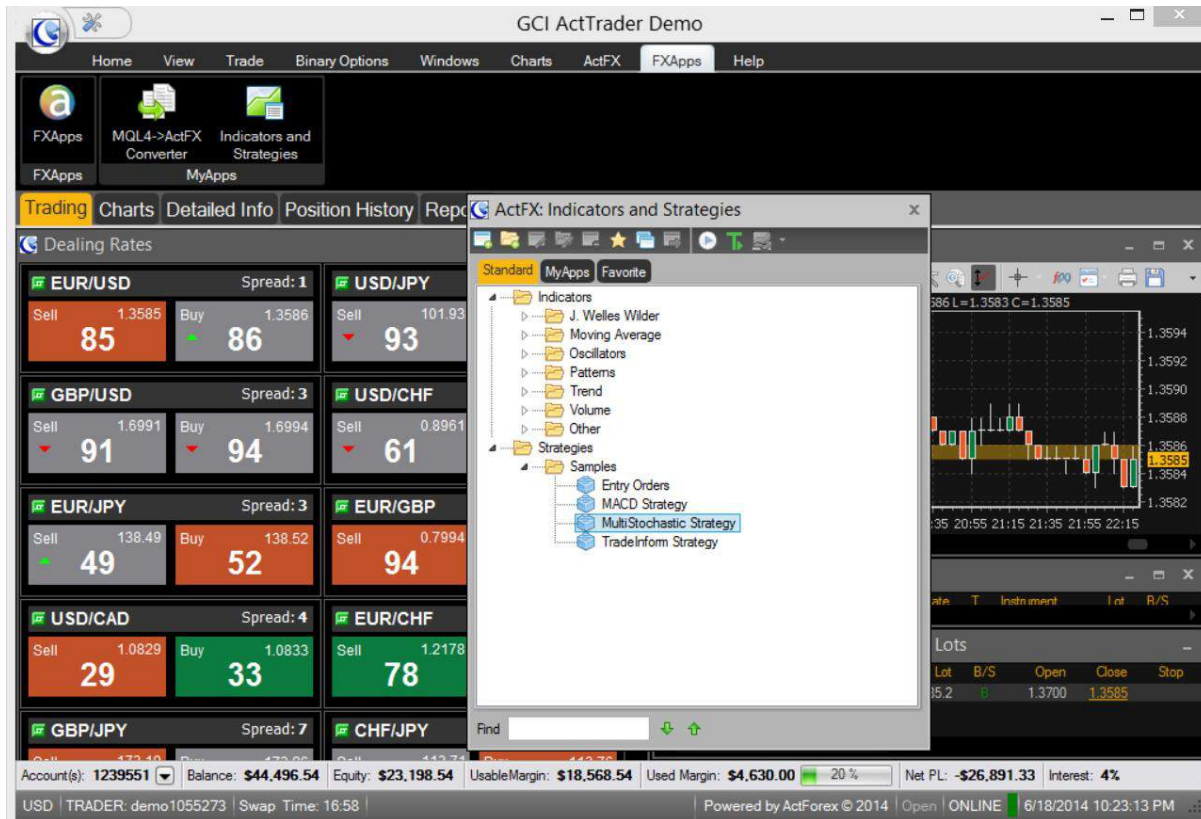 GCI ActTrader Demo
Home View Trade Binary Options Windows Charts ActFX FXApps Help
FXApps
MQL4->ActFX Converter
Indicators and Strategies
FXApps MyApps
Trading Charts Detailed Info Position History
Dealing Rates
EUR/USD Spread: 1
Sell 1.3585 Buy 1.3586
85 86
USD/JPY
Sell 101.93
93
GBP/USD Spread: 3
Sell 1.6991 Buy 1.6994
91 94
USD/CHF
Sell 0.8961
61
EUR/JPY Spread: 3
Sell 138.49 Buy 138.52
49 52
EUR/GBP
Sell 0.7994
94
USD/CAD Spread: 4
Sell 1.0829 Buy 1.0833
29 33
EUR/CHF
Sell 1.2178
78
GBP/JPY Spread: 7
CHF/JPY
ActFX: Indicators and Strategies
Standard MyApps Favorite
Indicators
J. Welles Wilder
Moving Average
Oscillators
Patterns
Trend
Volume
Other
Strategies
Samples
Entry Orders
MACD Strategy
MultiStochastic Strategy
TradeInform Strategy
Find
L=1.3583 C=1.3585
1.3594
1.3592
1.3590
1.3588
1.3586
1.3585
1.3584
1.3582
20:55 21:15 21:35 21:55 22:15
T Instrument Lot B/S
Lots
Lot B/S Open Close Stop
B 1.3700 1.3585
Account(s): 1239551 Balance: $44,496.54 Equity: $23,198.54 UsableMargin: $18,568.54 Used Margin: $4,630.00 20 % Net PL: -$26,891.33 Interest: 4%
USD TRADER: demo1055273 Swap Time: 16:58 Powered by ActForex © 2014 Open ONLINE 6/18/2014 10:23:13 PM